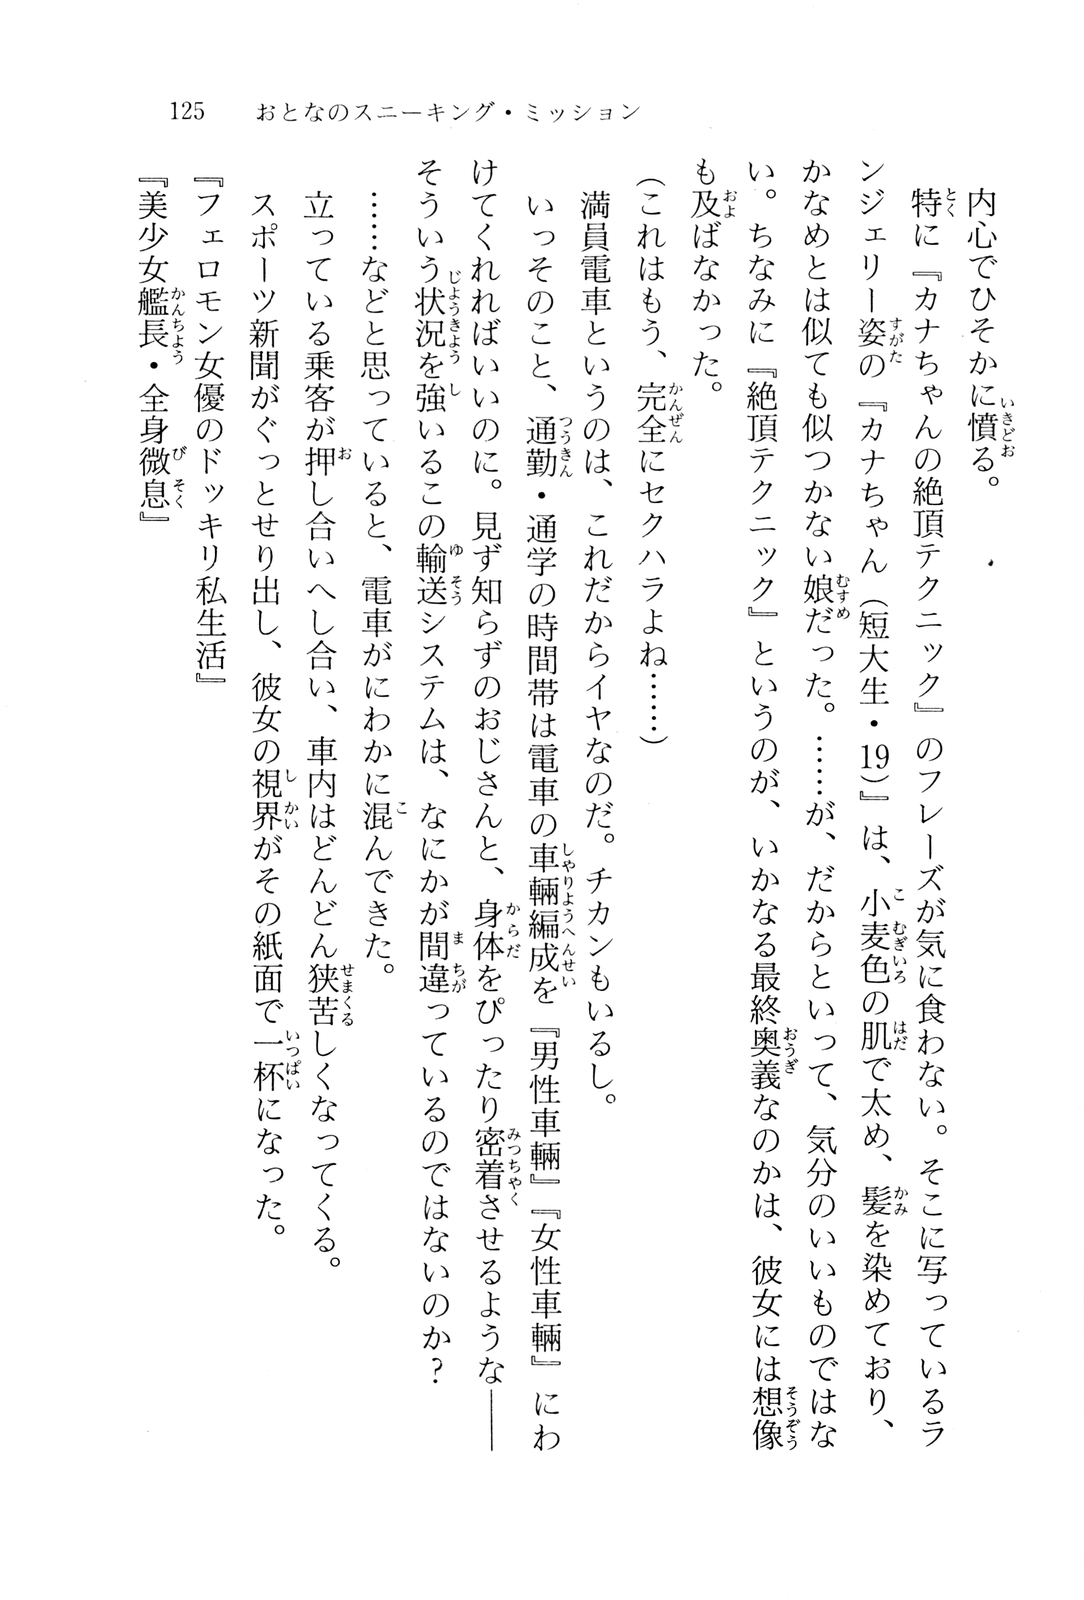 125　おとなのスニーキング・ミッション
内心でひそかに憤る。
特に『カナちゃんの絶頂テクニック』のフレーズが気に食わない。そこに写っているラ
ンジェリー姿の『カナちゃん（短大生・19）』は、小麦色の肌で太め、髪を染めており、
かなめとは似ても似つかない娘だった。……が、だからといって、気分のいいものではな
い。ちなみに『絶頂テクニック』というのが、いかなる最終奥義なのかは、彼女には想像
も及ばなかった。
（これはもう、完全にセクハラよね……）
満員電車というのは、これだからイヤなのだ。チカンもいるし。
いっそのこと、通勤・通学の時間帯は電車の車輛編成を『男性車輛』『女性車輛』にわ
けてくれればいいのに。見ず知らずのおじさんと、身体をぴったり密着させるような――
そういう状況を強いるこの輸送システムは、なにかが間違っているのではないのか？
……などと思っていると、電車がにわかに混んできた。
立っている乗客が押し合いへし合い、車内はどんどん狭苦しくなってくる。
スポーツ新聞がぐっとせり出し、彼女の視界がその紙面で一杯になった。
『フェロモン女優のドッキリ私生活』
『美少女艦長・全身微息』